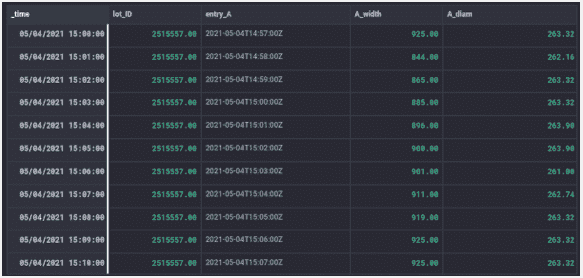 _time lot_ID entry_A A_width A_diam
05/04/2021 15:00:00 2515557.00 2021-05-04T14:57:00Z 925.00 263.32
05/04/2021 15:01:00 2515557.00 2021-05-04T14:58:00Z 844.00 262.16
05/04/2021 15:02:00 2515557.00 2021-05-04T14:59:00Z 865.00 263.32
05/04/2021 15:03:00 2515557.00 2021-05-04T15:00:00Z 885.00 263.32
05/04/2021 15:04:00 2515557.00 2021-05-04T15:01:00Z 896.00 263.90
05/04/2021 15:05:00 2515557.00 2021-05-04T15:02:00Z 900.00 263.90
05/04/2021 15:06:00 2515557.00 2021-05-04T15:03:00Z 901.00 261.00
05/04/2021 15:07:00 2515557.00 2021-05-04T15:04:00Z 911.00 262.74
05/04/2021 15:08:00 2515557.00 2021-05-04T15:05:00Z 919.00 263.32
05/04/2021 15:09:00 2515557.00 2021-05-04T15:06:00Z 925.00 263.32
05/04/2021 15:10:00 2515557.00 2021-05-04T15:07:00Z 925.00 263.32